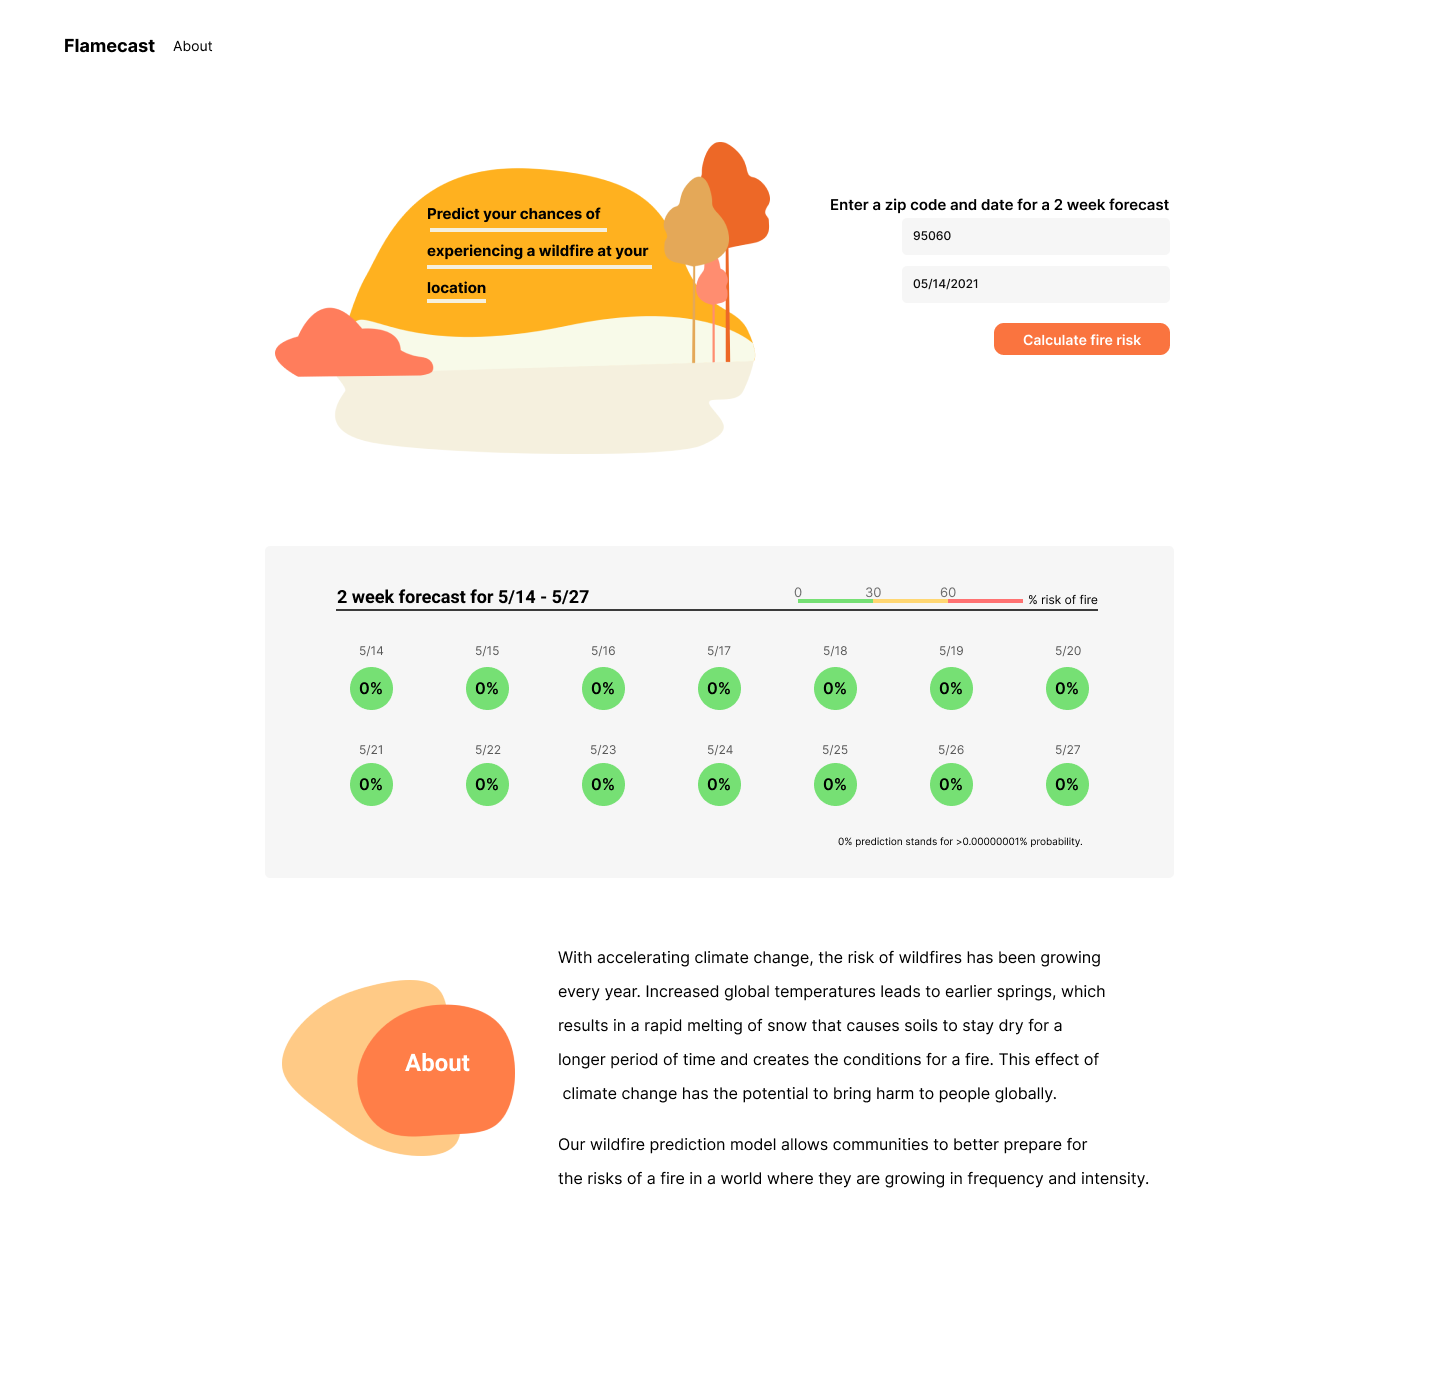 Flamecast About
Predict your chances of
experiencing a wildfire at your
location
Enter a zip code and date for a 2 week forecast
95060
05/14/2021
Calculate fire risk
2 week forecast for 5/14 - 5/27
0 30 60
% risk of fire
5/14 5/15 5/16 5/17 5/18 5/19 5/20
0% 0% 0% 0% 0% 0% 0%
5/21 5/22 5/23 5/24 5/25 5/26 5/27
0% 0% 0% 0% 0% 0% 0%
0% prediction stands for >0.00000001% probability.
About
With accelerating climate change, the risk of wildfires has been growing
every year. Increased global temperatures leads to earlier springs, which
results in a rapid melting of snow that causes soils to stay dry for a
longer period of time and creates the conditions for a fire. This effect of
climate change has the potential to bring harm to people globally.
Our wildfire prediction model allows communities to better prepare for
the risks of a fire in a world where they are growing in frequency and intensity.